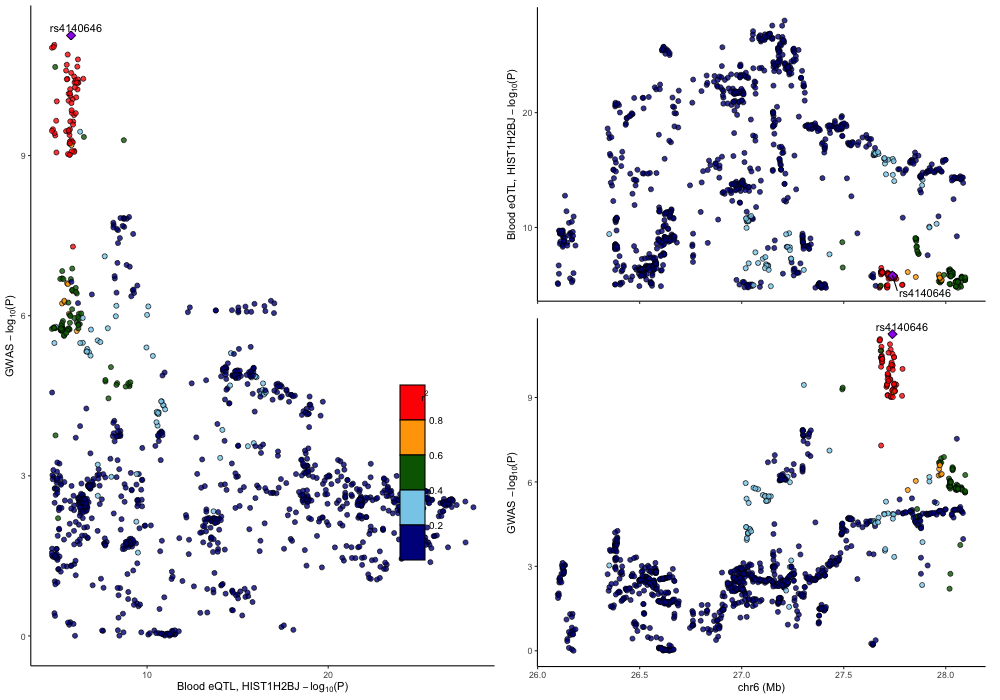 rs4140646
9
6
3
0
10
20
GWAS – log10(P)
Blood eQTL, HIST1H2BJ – log10(P)
r2
0.8
0.6
0.4
0.2
20
10
Blood eQTL, HIST1H2BJ – log10(P)
rs4140646
rs4140646
9
6
3
0
GWAS – log10(P)
26.0
26.5
27.0
27.5
28.0
chr6 (Mb)